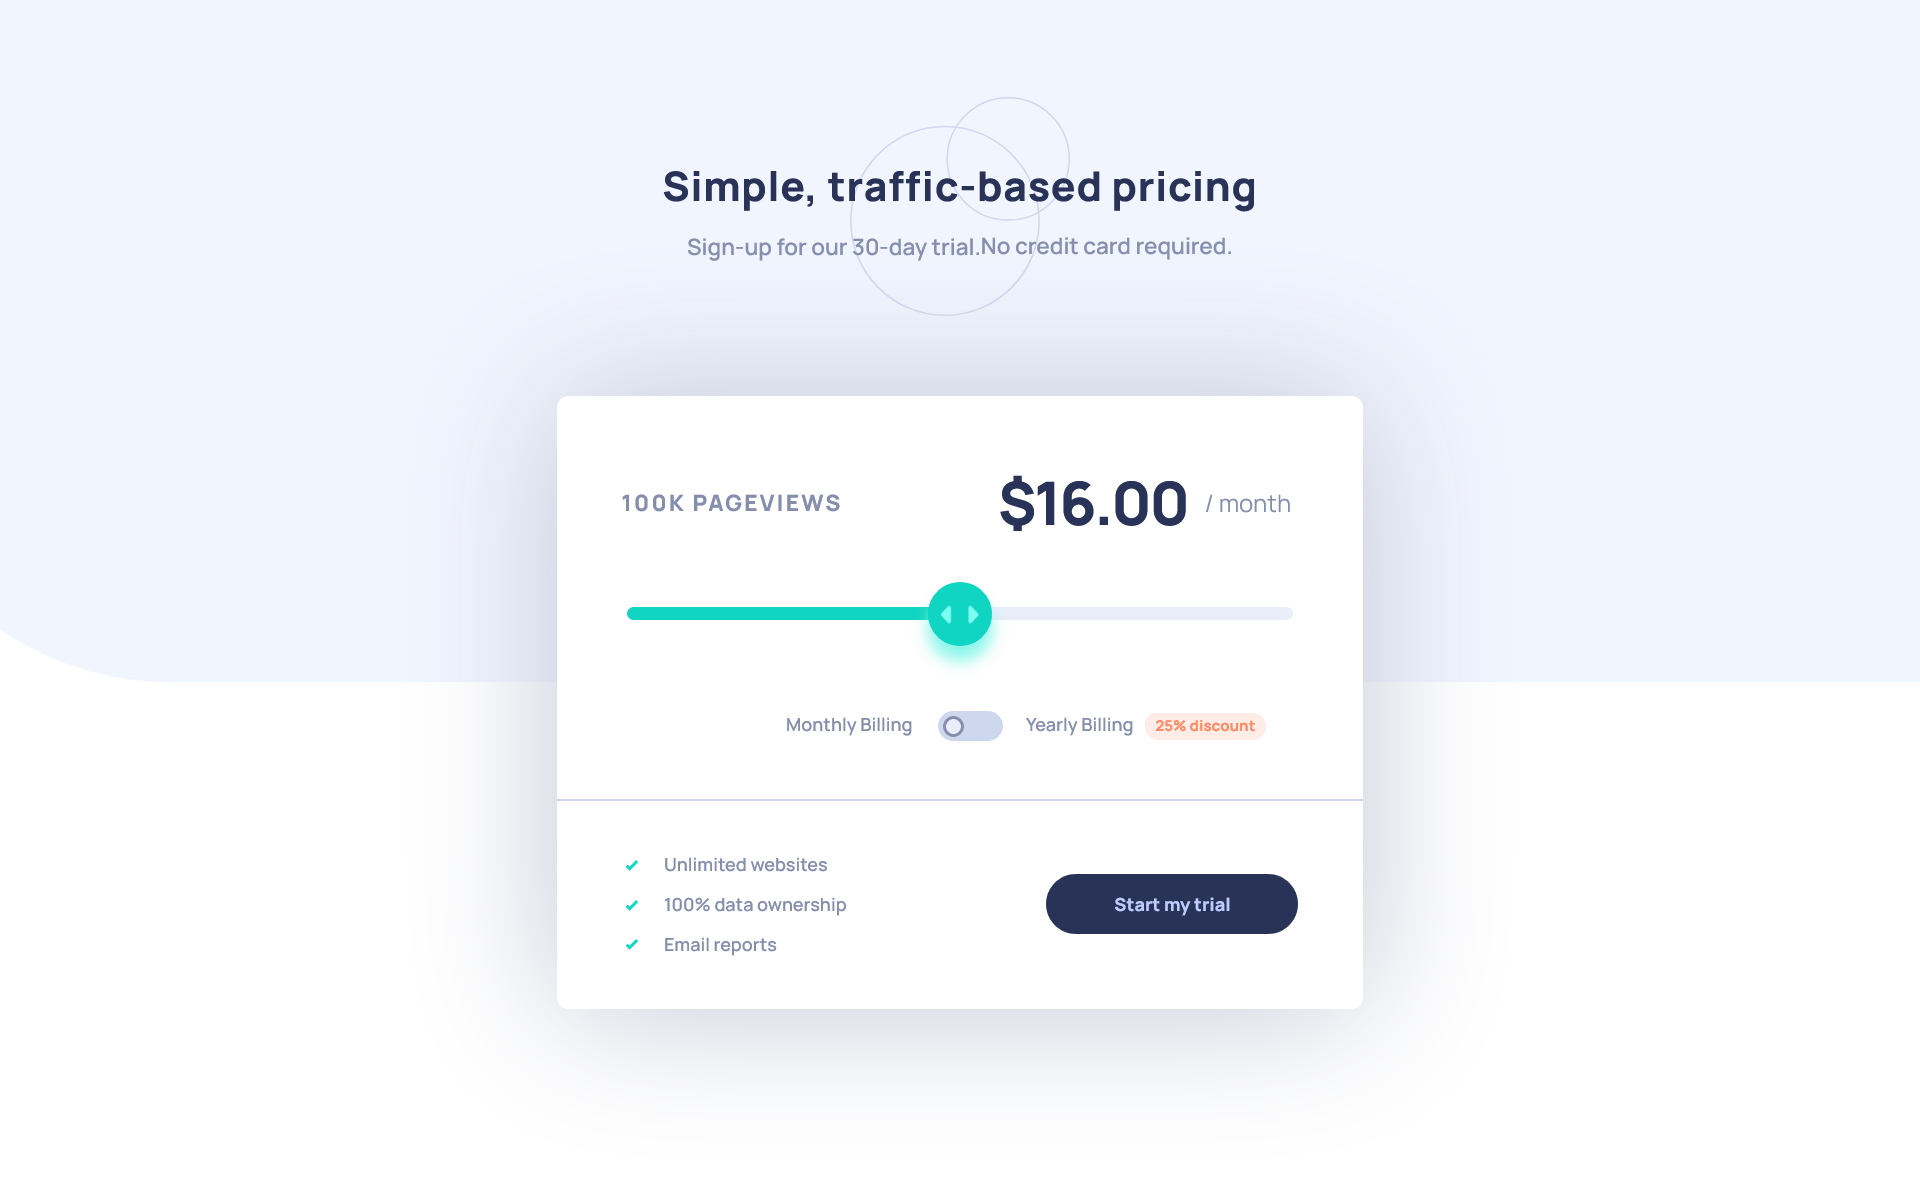 Simple, traffic-based pricing
Sign-up for our 30-day trial.No credit card required.
100K PAGEVIEWS
$16.00 / month
Monthly Billing
Yearly Billing 25% discount
Unlimited websites
100% data ownership
Email reports
Start my trial